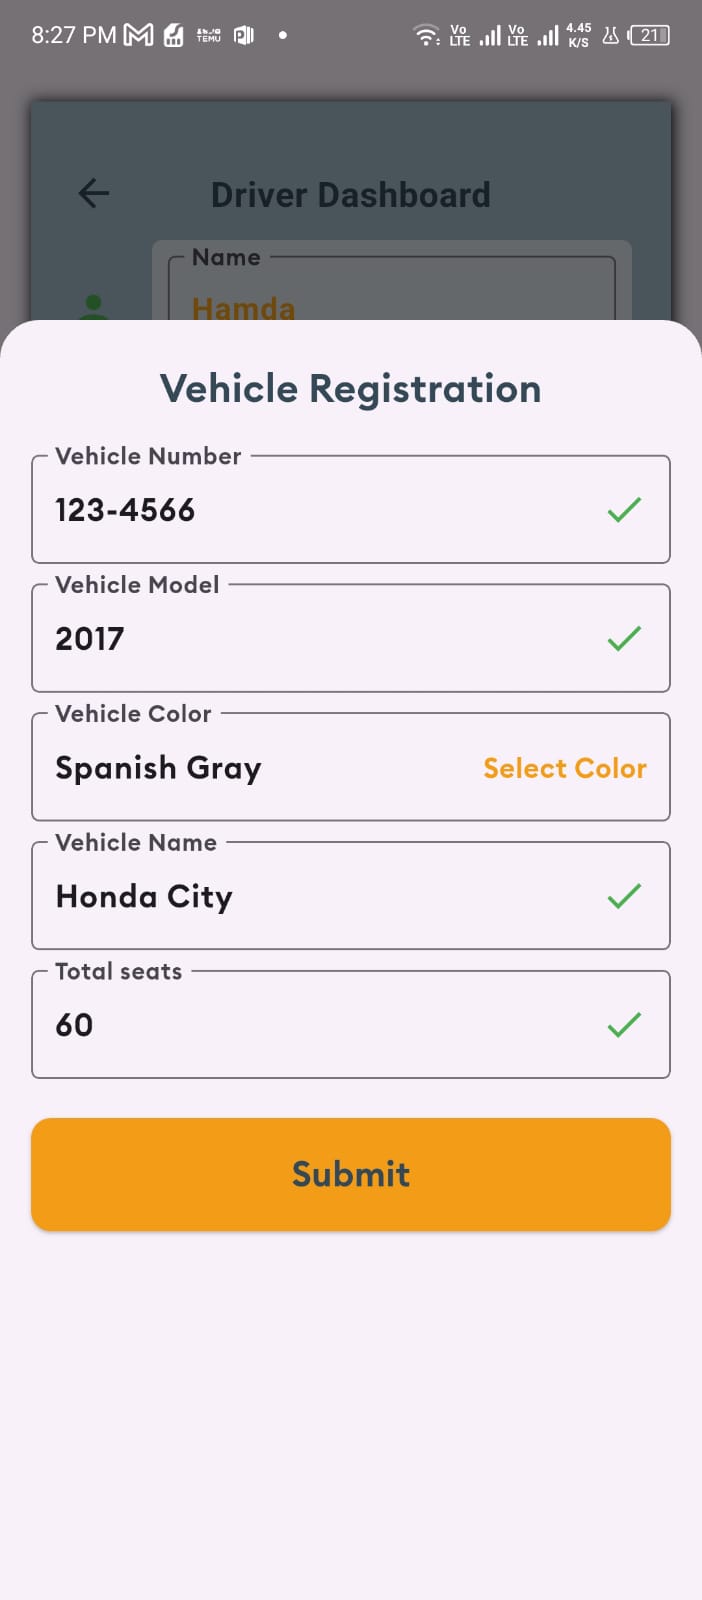 8:27 PM
TEMU
Vo LTE
Vo LTE
4.45 K/S
21
Driver Dashboard
Name
Hamda
Vehicle Registration
Vehicle Number
123-4566
Vehicle Model
2017
Vehicle Color
Spanish Gray Select Color
Vehicle Name
Honda City
Total seats
60
Submit